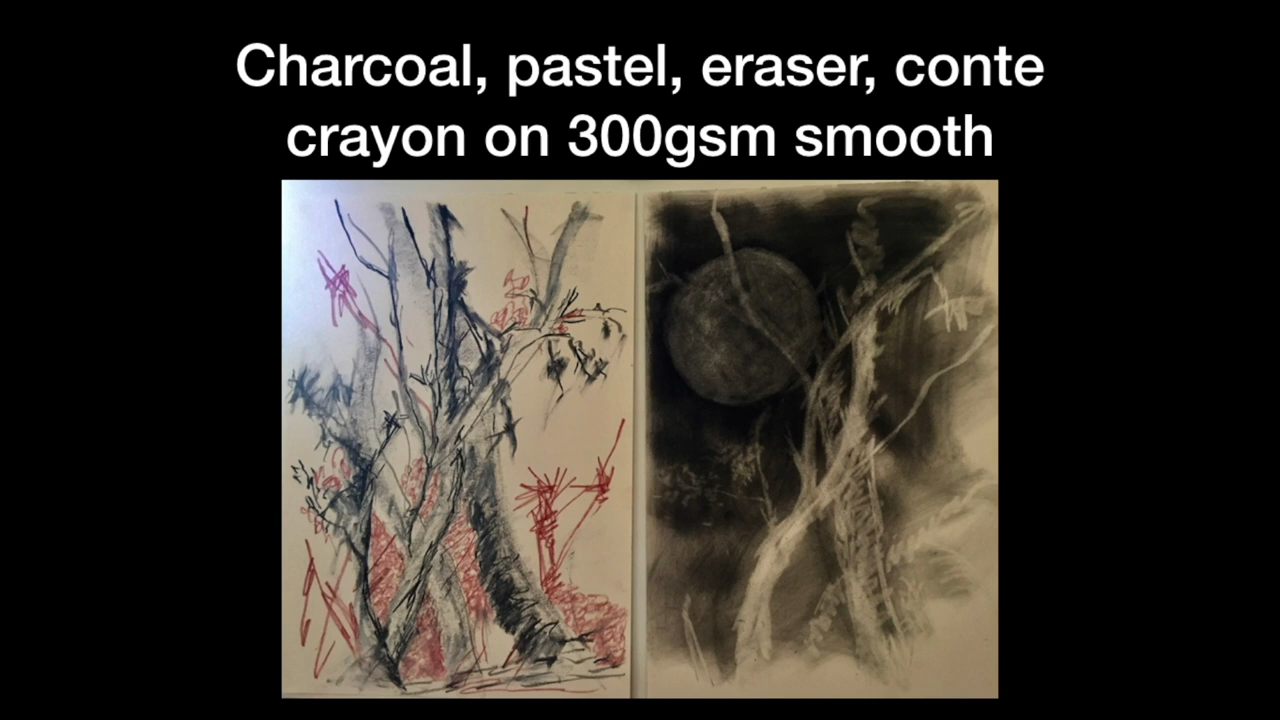 Charcoal, pastel, eraser, conte
crayon on 300gsm smooth